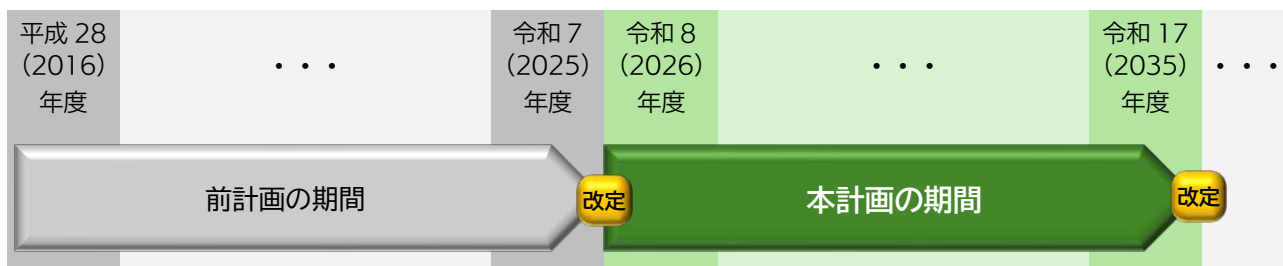 平成 28
（2016）
年度
・・・
令和 7
（2025）
年度
令和 8
（2026）
年度
・・・
令和 17
（2035）
年度
・・・
前計画の期間
改定
本計画の期間
改定